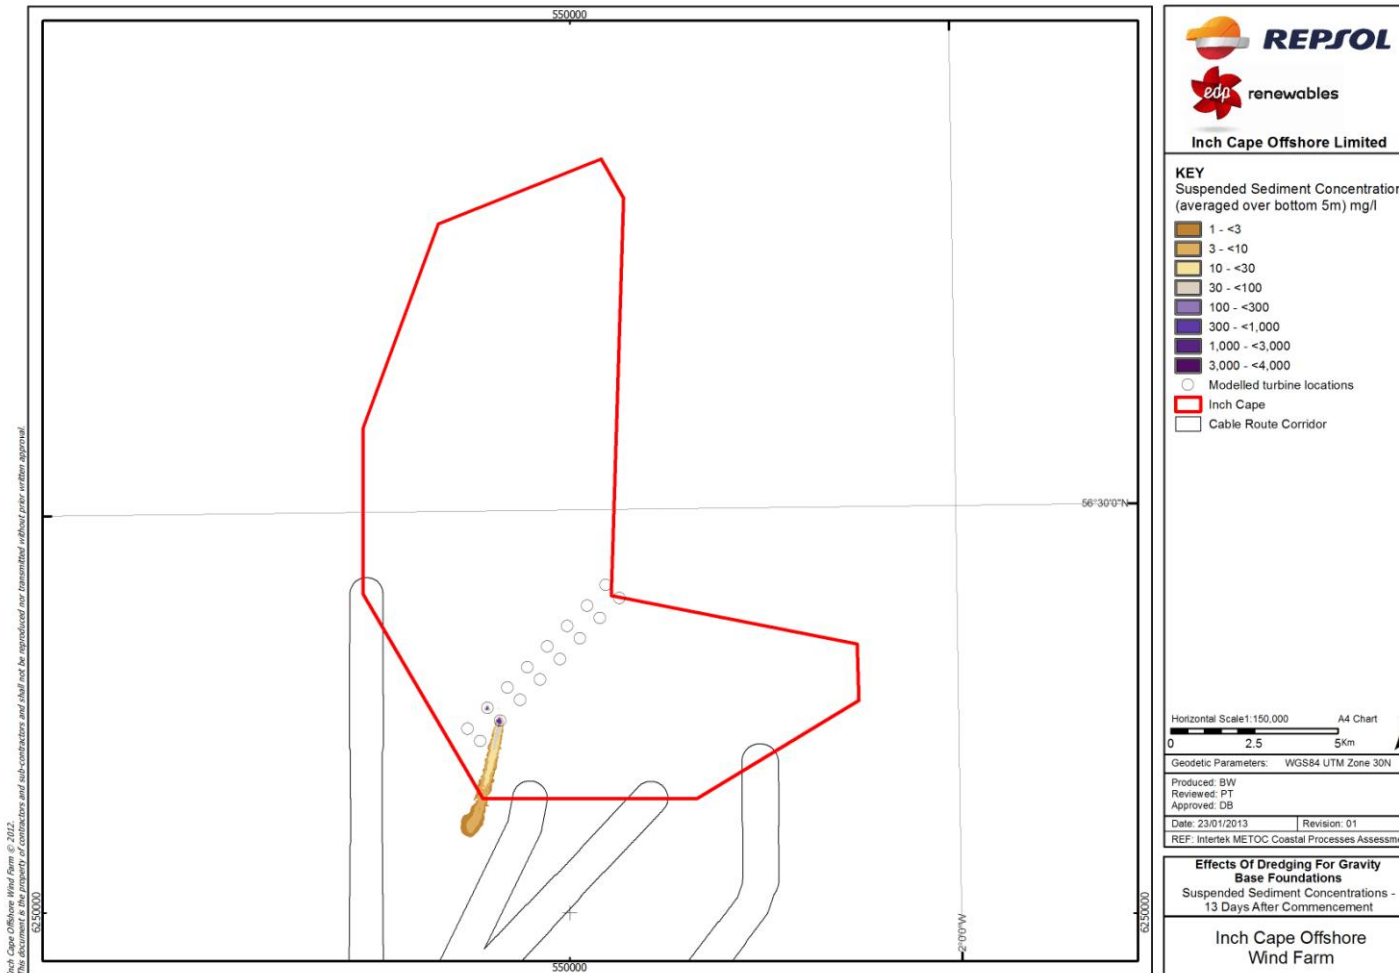 550000
56°30'0"N
6250000
6250000
2°0'0"W
550000
Inch Cape Offshore Wind Farm © 2012.
This document is the property of contractors and sub-contractors and shall not be reproduced nor transmitted without prior written approval.
REPSOL
edp renewables
Inch Cape Offshore Limited
KEY
Suspended Sediment Concentration
(averaged over bottom 5m) mg/l
1 - <3
3 - <10
10 - <30
30 - <100
100 - <300
300 - <1,000
1,000 - <3,000
3,000 - <4,000
Modelled turbine locations
Inch Cape
Cable Route Corridor
Horizontal Scale1:150,000 A4 Chart
0 2.5 5Km
Geodetic Parameters: WGS84 UTM Zone 30N
Produced: BW
Reviewed: PT
Approved: DB
Date: 23/01/2013 Revision: 01
REF: Intertek METOC Coastal Processes Assessm
Effects Of Dredging For Gravity
Base Foundations
Suspended Sediment Concentrations -
13 Days After Commencement
Inch Cape Offshore
Wind Farm